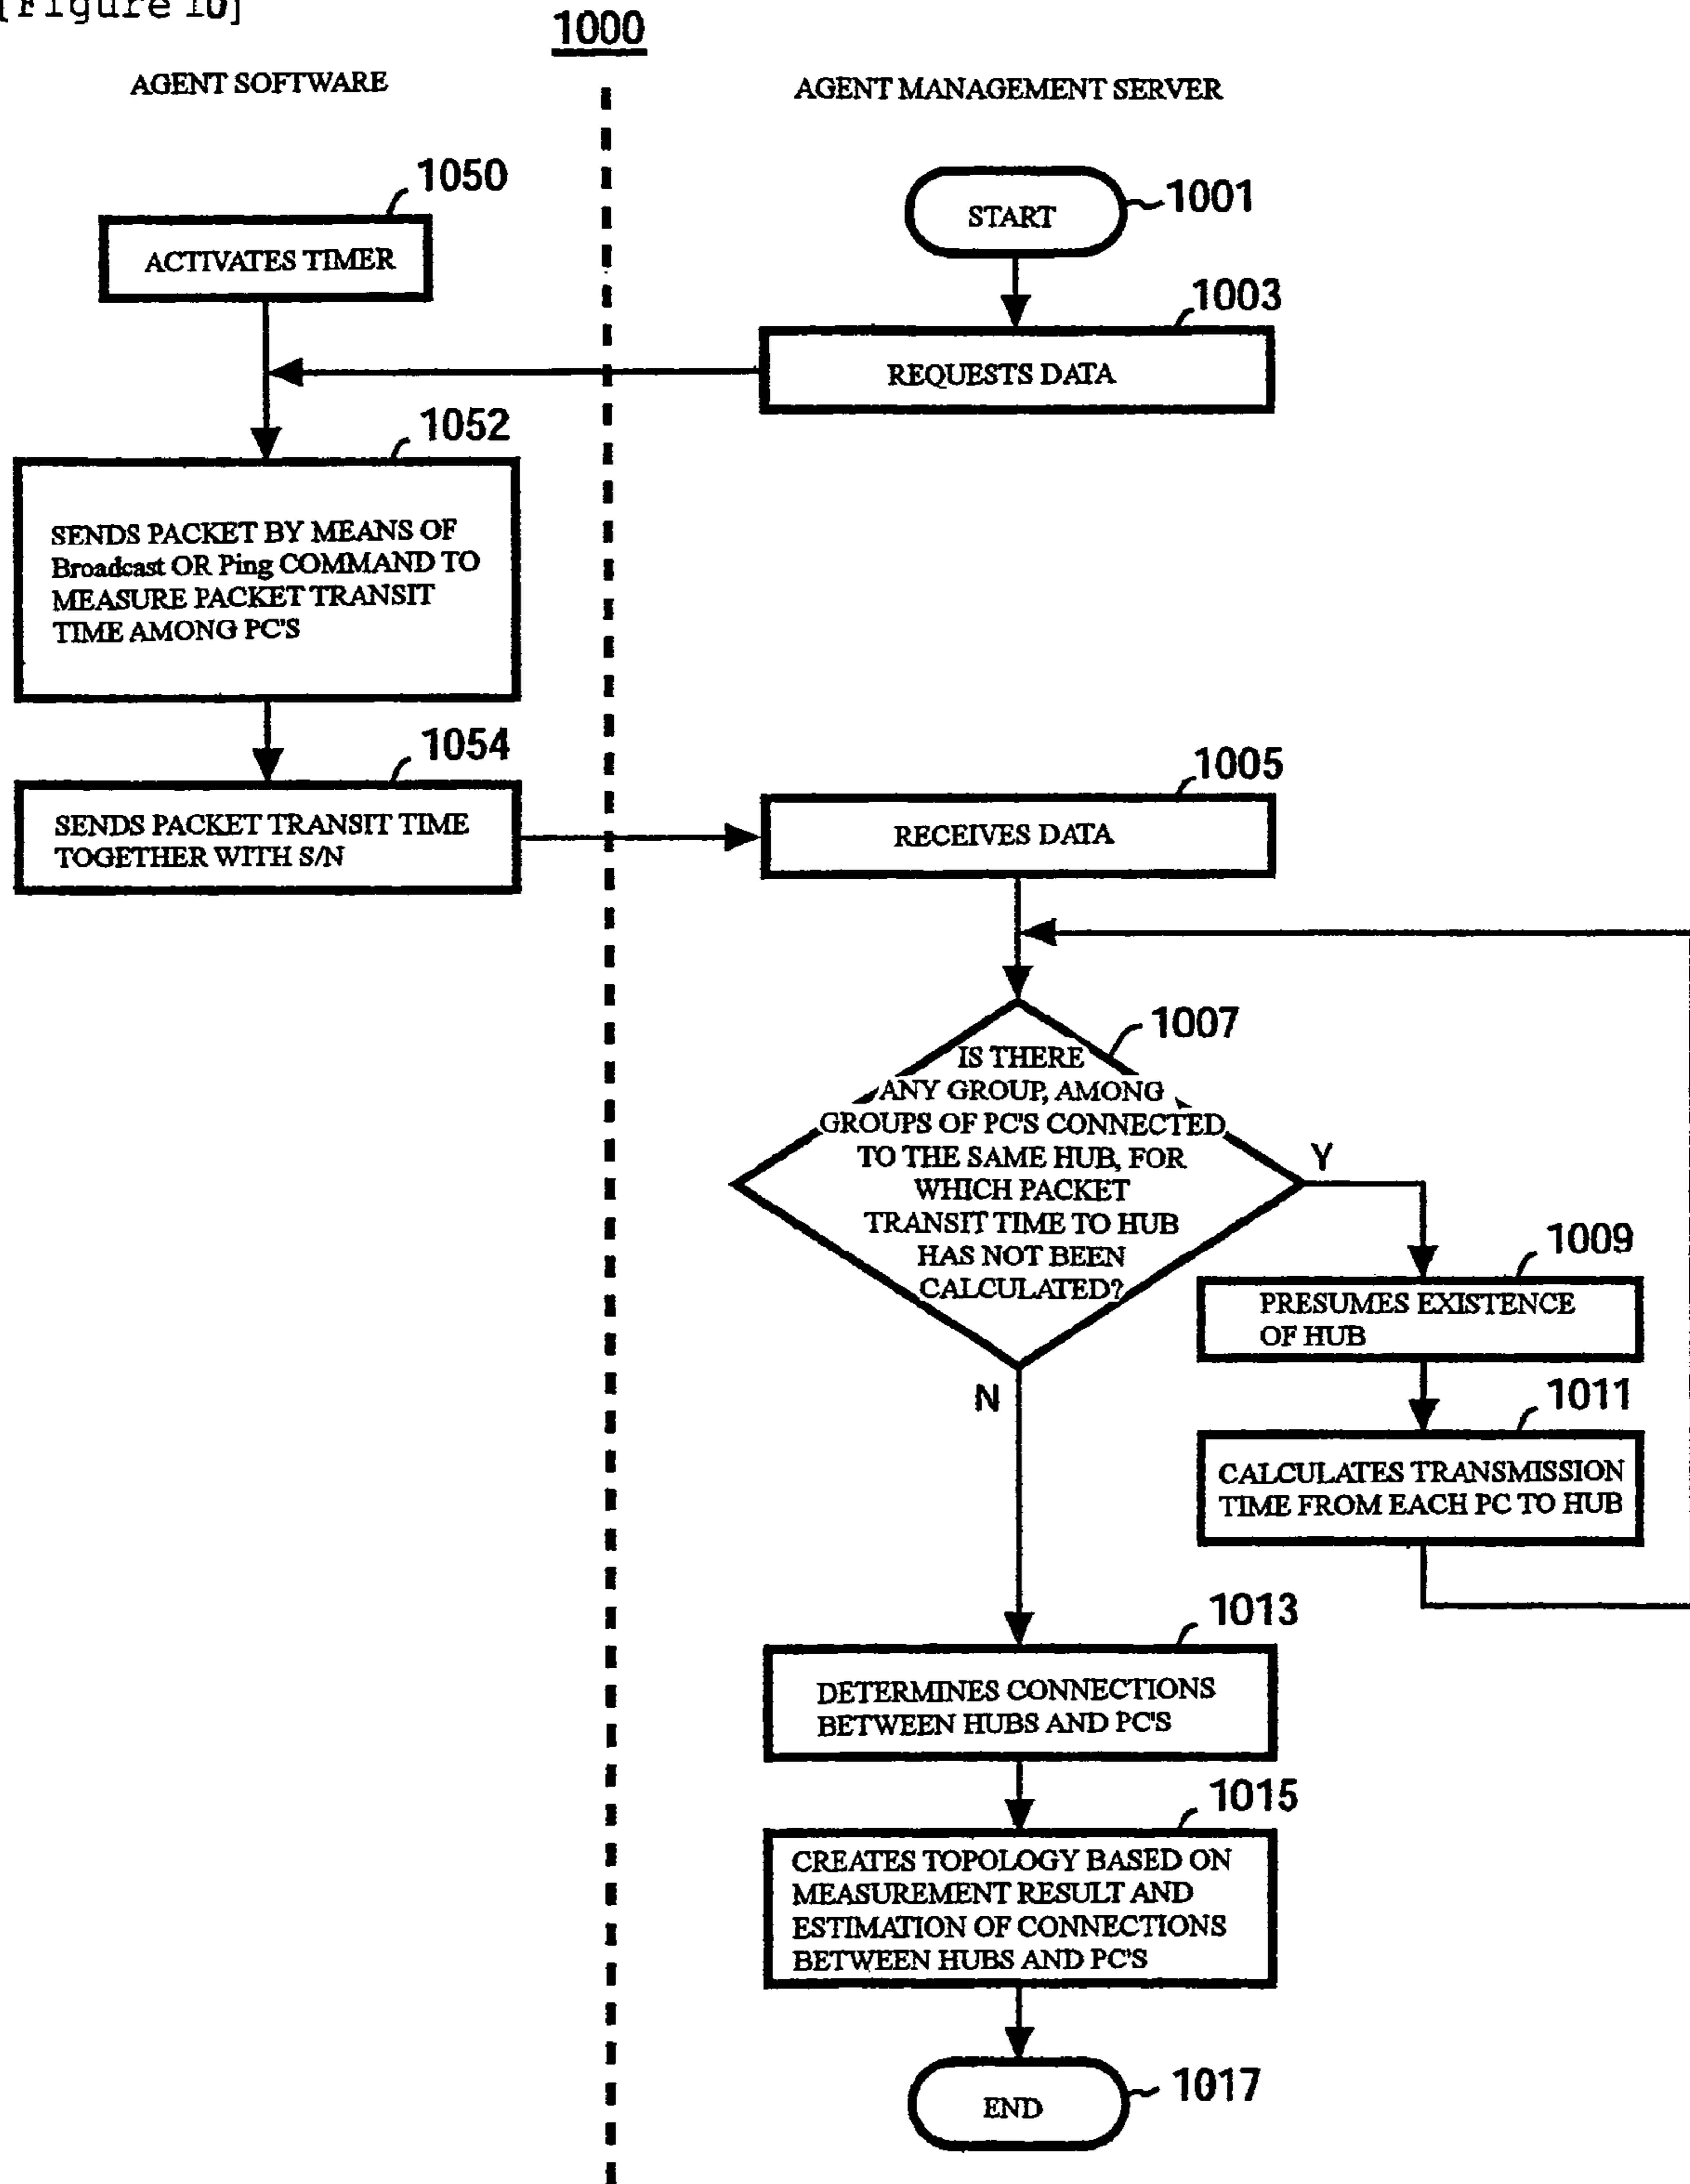 [Figure 10]
1000
AGENT SOFTWARE
AGENT MANAGEMENT SERVER
1050
ACTIVATES TIMER
START
1001
1003
REQUESTS DATA
1052
SENDS PACKET BY MEANS OF
Broadcast OR Ping COMMAND TO
MEASURE PACKET TRANSIT
TIME AMONG PC'S
1054
SENDS PACKET TRANSIT TIME
TOGETHER WITH S/N
1005
RECEIVES DATA
1007
IS THERE
ANY GROUP, AMONG
GROUPS OF PC'S CONNECTED
TO THE SAME HUB, FOR
WHICH PACKET
TRANSIT TIME TO HUB
HAS NOT BEEN
CALCULATED?
Y
N
1009
PRESUMES EXISTENCE
OF HUB
1011
CALCULATES TRANSMISSION
TIME FROM EACH PC TO HUB
1013
DETERMINES CONNECTIONS
BETWEEN HUBS AND PC'S
1015
CREATES TOPOLOGY BASED ON
MEASUREMENT RESULT AND
ESTIMATION OF CONNECTIONS
BETWEEN HUBS AND PC'S
END
1017